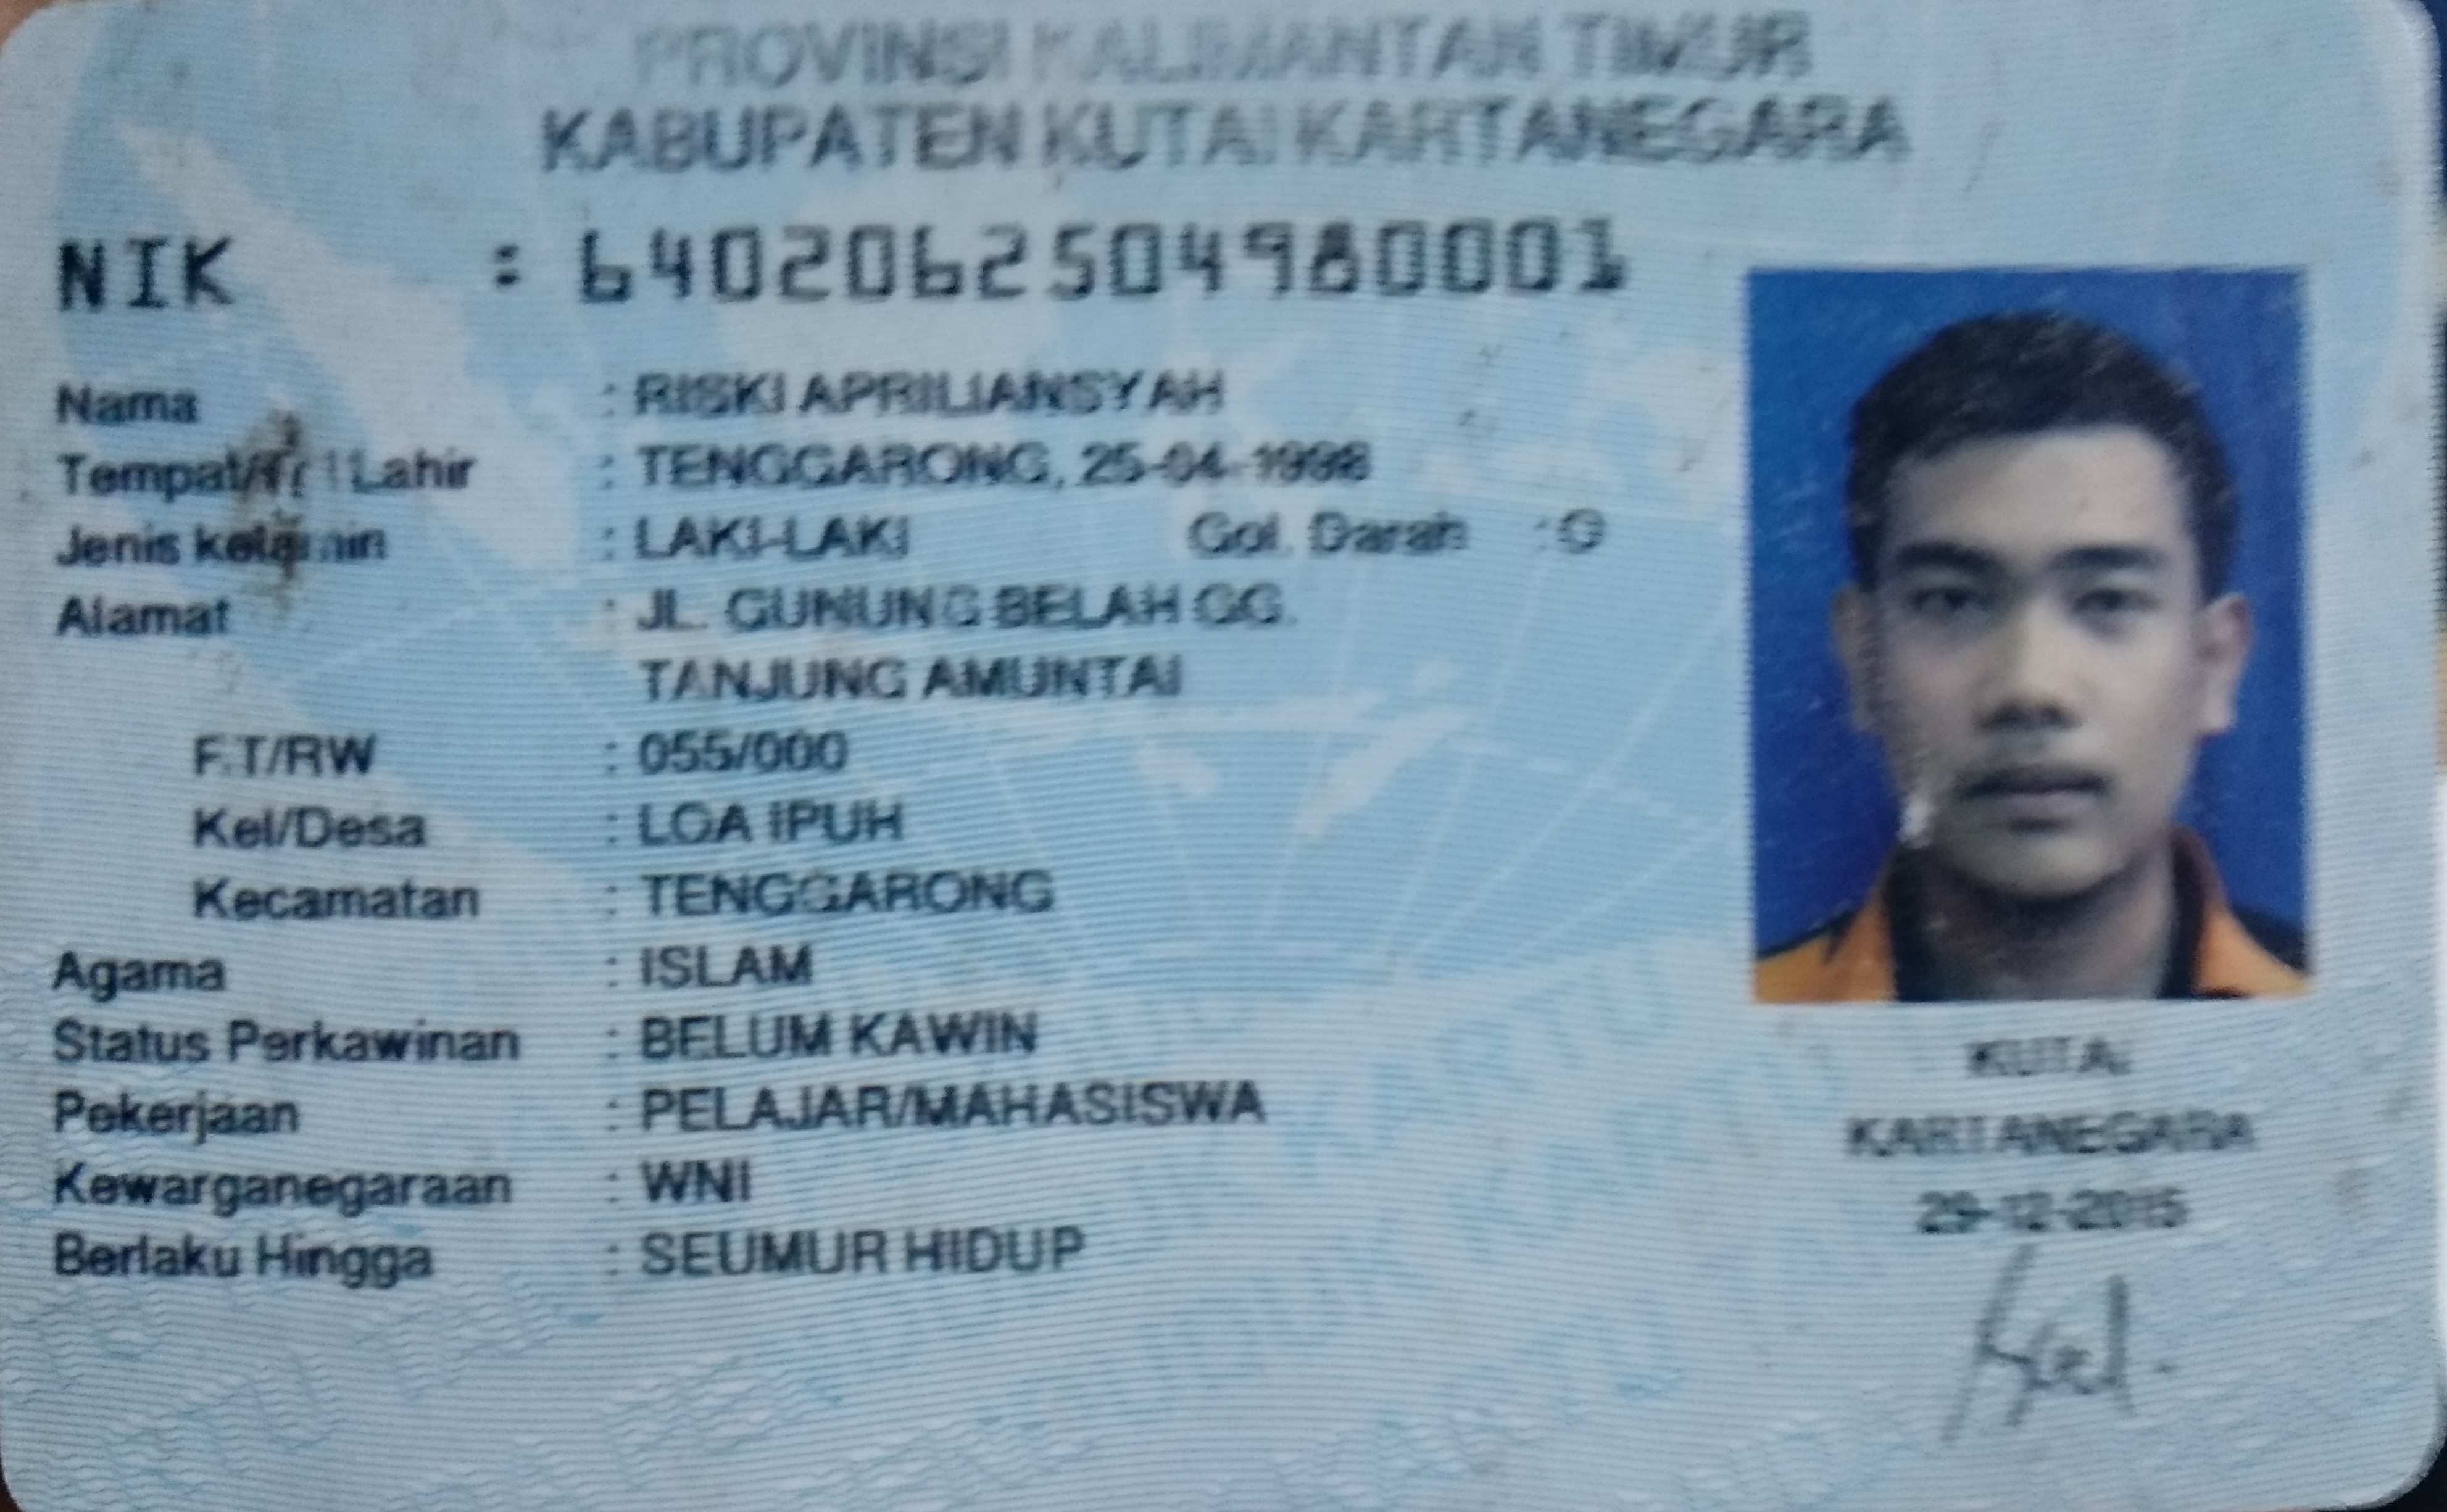 PROVINSI KALIMANTAN TIMUR
KABUPATEN KUTAI KARTANEGARA
NIK : 6402062504980001
Nama : RISKI APRILIANSYAH
Tempat/Tgl Lahir : TENGGARONG, 25-04-1998
Jenis kelamin : LAKI-LAKI Gol. Darah : O
Alamat : JL. GUNUNG BELAH GG.
TANJUNG AMUNTAI
RT/RW : 055/000
Kel/Desa : LOA IPUH
Kecamatan : TENGGARONG
Agama : ISLAM
Status Perkawinan : BELUM KAWIN
Pekerjaan : PELAJAR/MAHASISWA
Kewarganegaraan : WNI
Berlaku Hingga : SEUMUR HIDUP
KUTAI
KARTANEGARA
29-12-2015